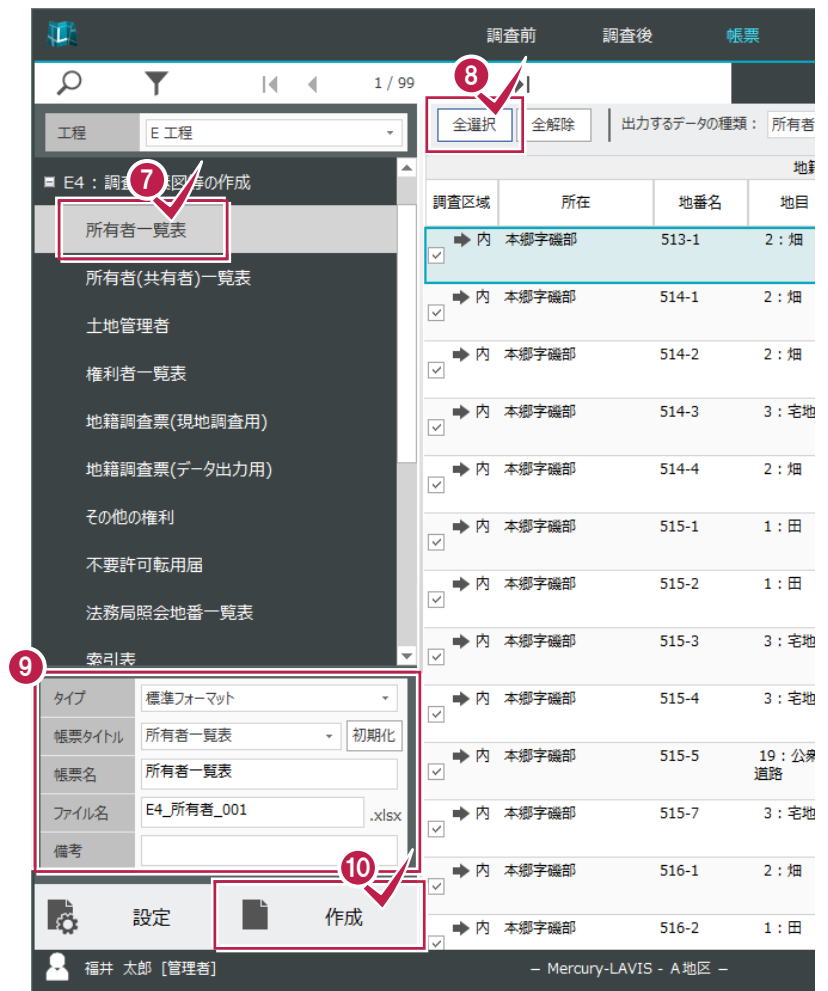 調査前 調査後 帳票
1 / 99
8
全選択 全解除 出力するデータの種類： 所有者
工程 E 工程
7
E4：調査 図等の作成
所有者一覧表
所有者(共有者)一覧表
土地管理者
権利者一覧表
地籍調査票(現地調査用)
地籍調査票(データ出力用)
その他の権利
不要許可転用届
法務局照会地番一覧表
索引表
調査区域 所在 地番名 地目
内 本郷字磯部 513-1 2：畑
内 本郷字磯部 514-1 2：畑
内 本郷字磯部 514-2 2：畑
内 本郷字磯部 514-3 3：宅地
内 本郷字磯部 514-4 2：畑
内 本郷字磯部 515-1 1：田
内 本郷字磯部 515-2 1：田
内 本郷字磯部 515-3 3：宅地
内 本郷字磯部 515-4 3：宅地
内 本郷字磯部 515-5 19：公衆
道路
内 本郷字磯部 515-7 3：宅地
内 本郷字磯部 516-1 2：畑
内 本郷字磯部 516-2 1：田
9
タイプ 標準フォーマット
帳票タイトル 所有者一覧表 初期化
帳票名 所有者一覧表
ファイル名 E4_所有者_001 .xlsx
備考
10
設定 作成
福井 太郎 [管理者] – Mercury-LAVIS - A地区 –